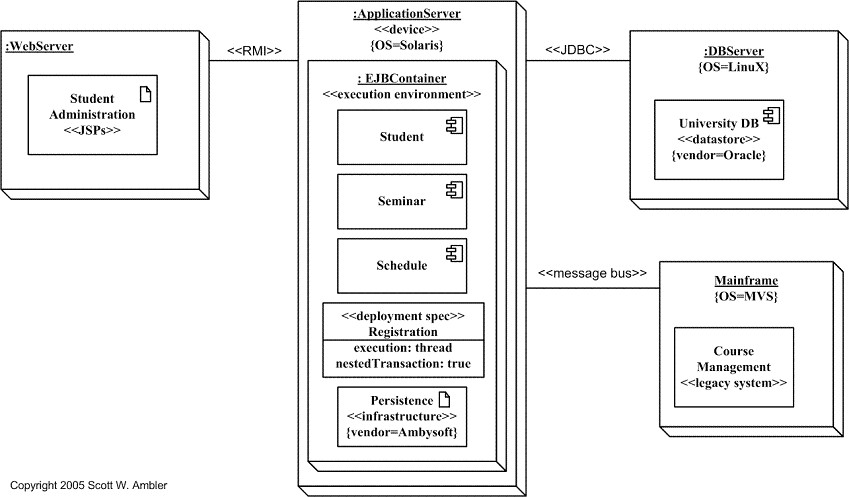 :WebServer
Student
Administration
<<JSPs>>
<<RMI>>
:ApplicationServer
<<device>>
{OS=Solaris}
: EJBContainer
<<execution environment>>
Student
Seminar
Schedule
<<deployment spec>>
Registration
execution: thread
nestedTransaction: true
Persistence
<<infrastructure>>
{vendor=Ambysoft}
<<JDBC>>
:DBServer
{OS=LinuX}
University DB
<<datastore>>
{vendor=Oracle}
<<message bus>>
Mainframe
{OS=MVS}
Course
Management
<<legacy system>>
Copyright 2005 Scott W. Ambler